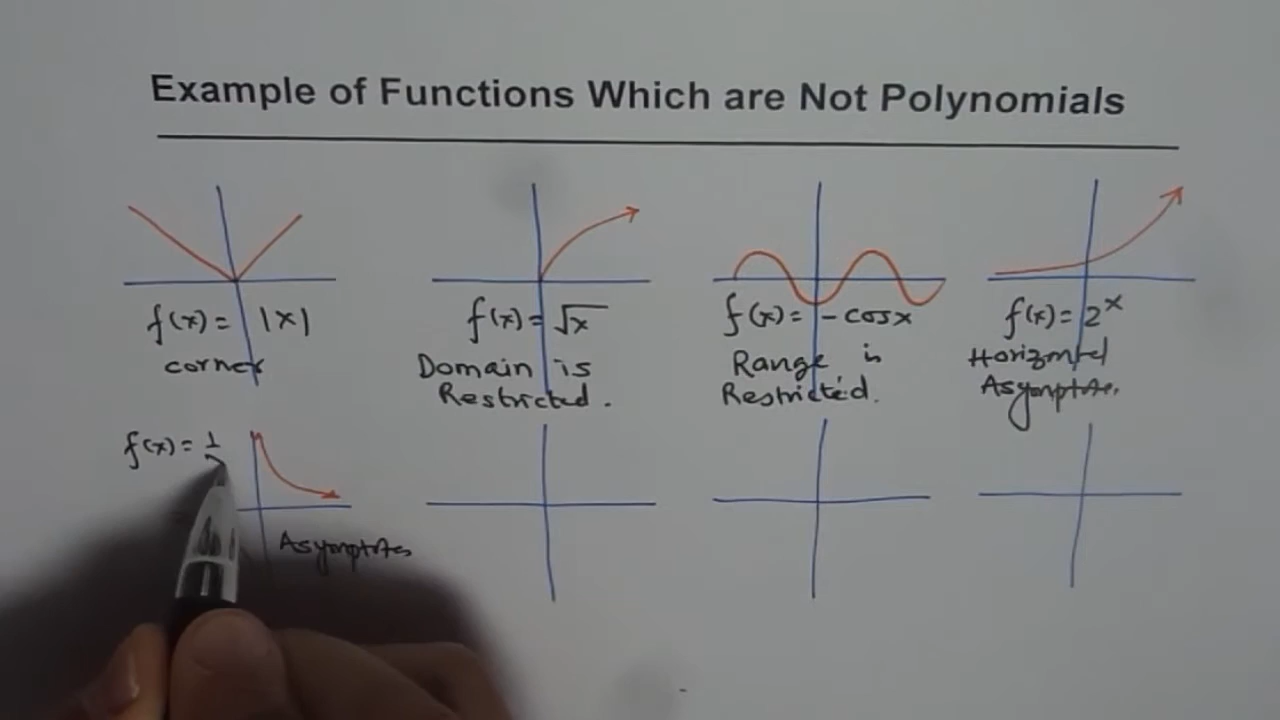 Example of Functions Which are Not Polynomials
f(x) = |x|
corner
f(x) = √x
Domain is
Restricted.
f(x) = -cosx
Range is
Restricted.
f(x) = 2^x
Horizontal
Asymptote.
f(x) = 1
Asymptotes